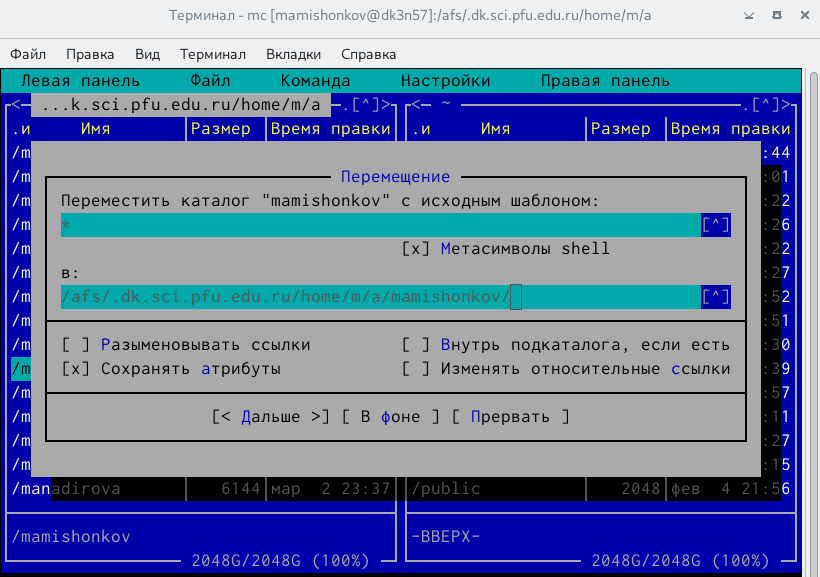 Терминал - mc [mamishonkov@dk3n57]:/afs/.dk.sci.pfu.edu.ru/home/m/a
Файл Правка Вид Терминал Вкладки Справка
Левая панель Файл Команда Настройки Правая панель
<— ...k.sci.pfu.edu.ru/home/m/a —.[^]> <— ~ —.[^]>
.и Имя Размер Время правки .и Имя Размер Время правки
/m :44
/m Перемещение :01
/m Переместить каталог "mamishonkov" с исходным шаблоном: :22
/m * [^] :26
/m [x] Метасимволы shell :22
/m в: :27
/m /afs/.dk.sci.pfu.edu.ru/home/m/a/mamishonkov/ [^] :52
/m :51
/m [ ] Разыменовывать ссылки [ ] Внутрь подкаталога, если есть :30
/m [x] Сохранять атрибуты [ ] Изменять относительные ссылки :39
/m :57
/m [< Дальше >] [ В фоне ] [ Прервать ] :11
/m :27
/m :15
/manadirova 6144 мар 2 23:37 /public 2048 фев 4 21:56
/mamishonkov -ВВЕРХ-
2048G/2048G (100%) 2048G/2048G (100%)